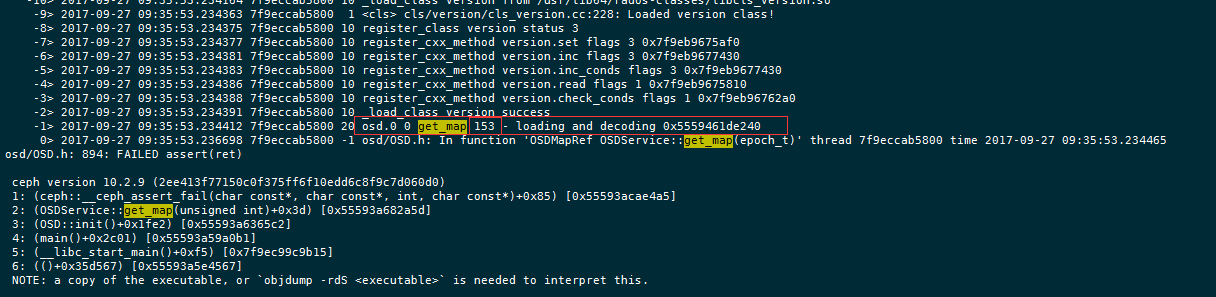 -10> 2017-09-27 09:35:53.234104 7f9eccab5800 10 _load_class version from /usr/lib64/rados-classes/libcls_version.so
-9> 2017-09-27 09:35:53.234363 7f9eccab5800  1 <cls> cls/version/cls_version.cc:228: Loaded version class!
-8> 2017-09-27 09:35:53.234375 7f9eccab5800 10 register_class version status 3
-7> 2017-09-27 09:35:53.234377 7f9eccab5800 10 register_cxx_method version.set flags 3 0x7f9eb9675af0
-6> 2017-09-27 09:35:53.234381 7f9eccab5800 10 register_cxx_method version.inc flags 3 0x7f9eb9677430
-5> 2017-09-27 09:35:53.234383 7f9eccab5800 10 register_cxx_method version.inc_conds flags 3 0x7f9eb9677430
-4> 2017-09-27 09:35:53.234386 7f9eccab5800 10 register_cxx_method version.read flags 1 0x7f9eb9675810
-3> 2017-09-27 09:35:53.234388 7f9eccab5800 10 register_cxx_method version.check_conds flags 1 0x7f9eb96762a0
-2> 2017-09-27 09:35:53.234391 7f9eccab5800 10 _load_class version success
-1> 2017-09-27 09:35:53.234412 7f9eccab5800 20 osd.0 0 get_map 153 - loading and decoding 0x5559461de240
0> 2017-09-27 09:35:53.236698 7f9eccab5800 -1 osd/OSD.h: In function 'OSDMapRef OSDService::get_map(epoch_t)' thread 7f9eccab5800 time 2017-09-27 09:35:53.234465
osd/OSD.h: 894: FAILED assert(ret)
ceph version 10.2.9 (2ee413f77150c0f375ff6f10edd6c8f9c7d060d0)
1: (ceph::__ceph_assert_fail(char const*, char const*, int, char const*)+0x85) [0x55593acae4a5]
2: (OSDService::get_map(unsigned int)+0x3d) [0x55593a682a5d]
3: (OSD::init()+0x1fe2) [0x55593a6365c2]
4: (main()+0x2c01) [0x55593a59a0b1]
5: (__libc_start_main()+0xf5) [0x7f9ec99c9b15]
6: (()+0x35d567) [0x55593a5e4567]
NOTE: a copy of the executable, or `objdump -rdS <executable>` is needed to interpret this.